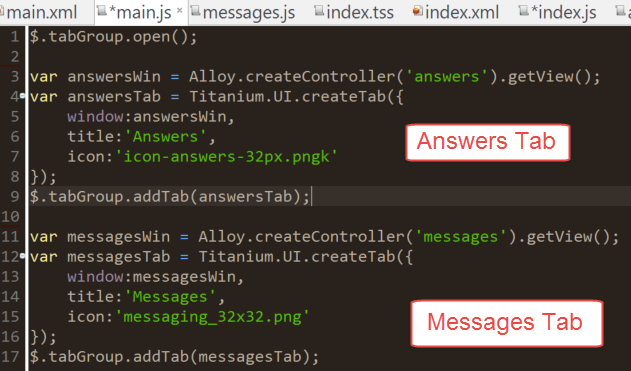 main.xml *main.js messages.js index.tss index.xml *index.js
1 $.tabGroup.open();
2
3 var answersWin = Alloy.createController('answers').getView();
4 var answersTab = Titanium.UI.createTab({
5 window:answersWin,
6 title:'Answers',
7 icon:'icon-answers-32px.pngk'
8 });
9 $.tabGroup.addTab(answersTab);
10
11 var messagesWin = Alloy.createController('messages').getView();
12 var messagesTab = Titanium.UI.createTab({
13 window:messagesWin,
14 title:'Messages',
15 icon:'messaging_32x32.png'
16 });
17 $.tabGroup.addTab(messagesTab);
Answers Tab
Messages Tab